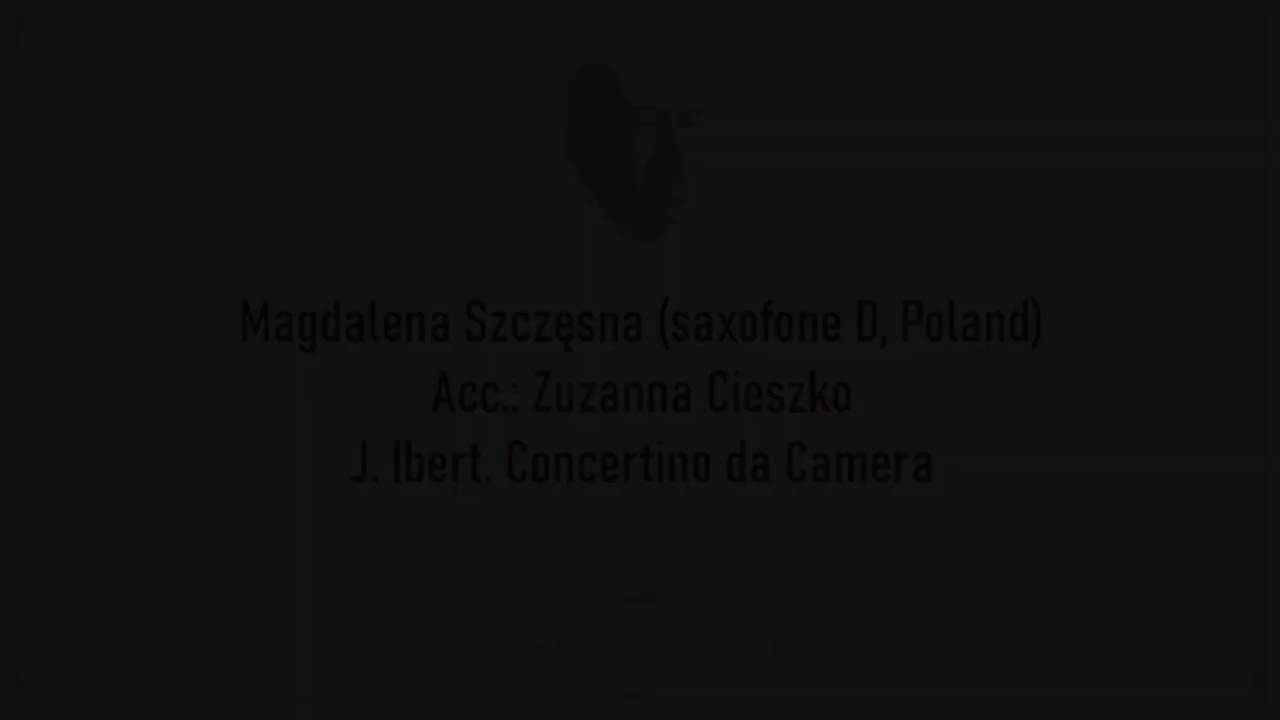 Magdalena Szczęsna (saxofone D, Poland)
Acc.: Zuzanna Cieszko
J. Ibert. Concertino da Camera